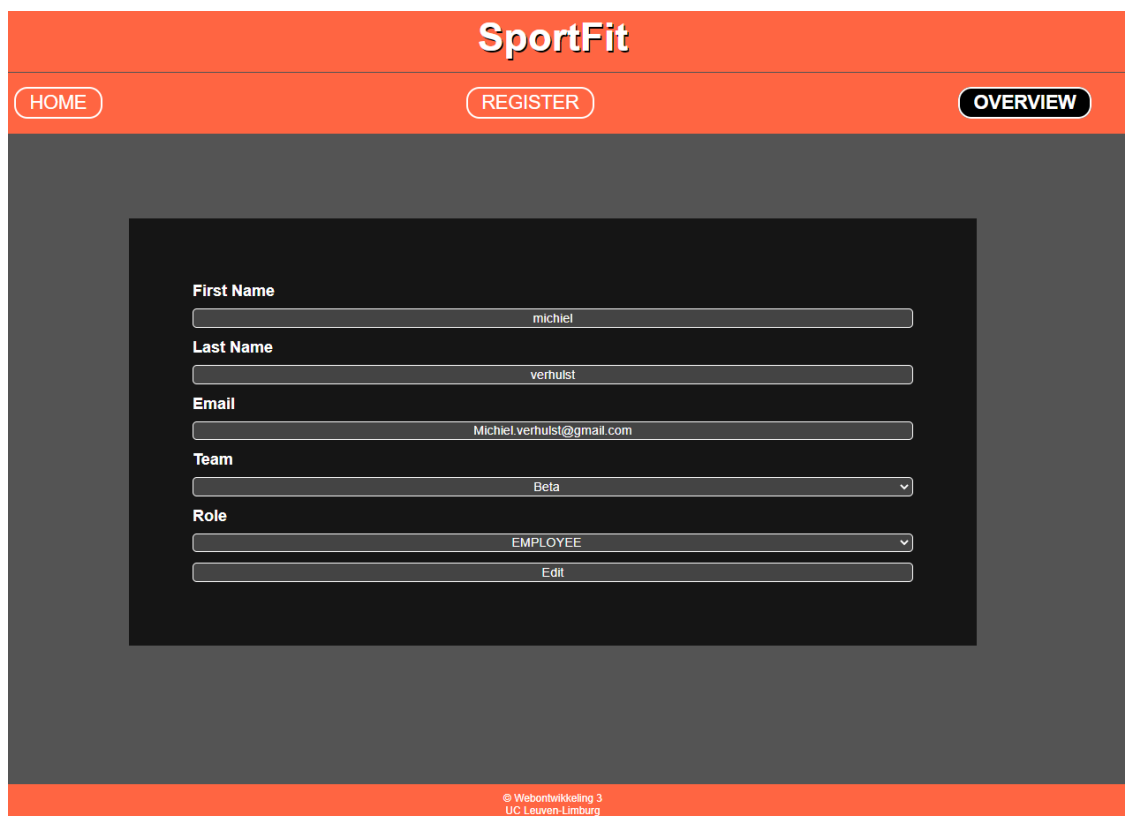 SportFit
HOME
REGISTER
OVERVIEW
First Name
michiel
Last Name
verhulst
Email
Michiel.verhulst@gmail.com
Team
Beta
Role
EMPLOYEE
Edit
© Webontwikkeling 3
UC Leuven-Limburg